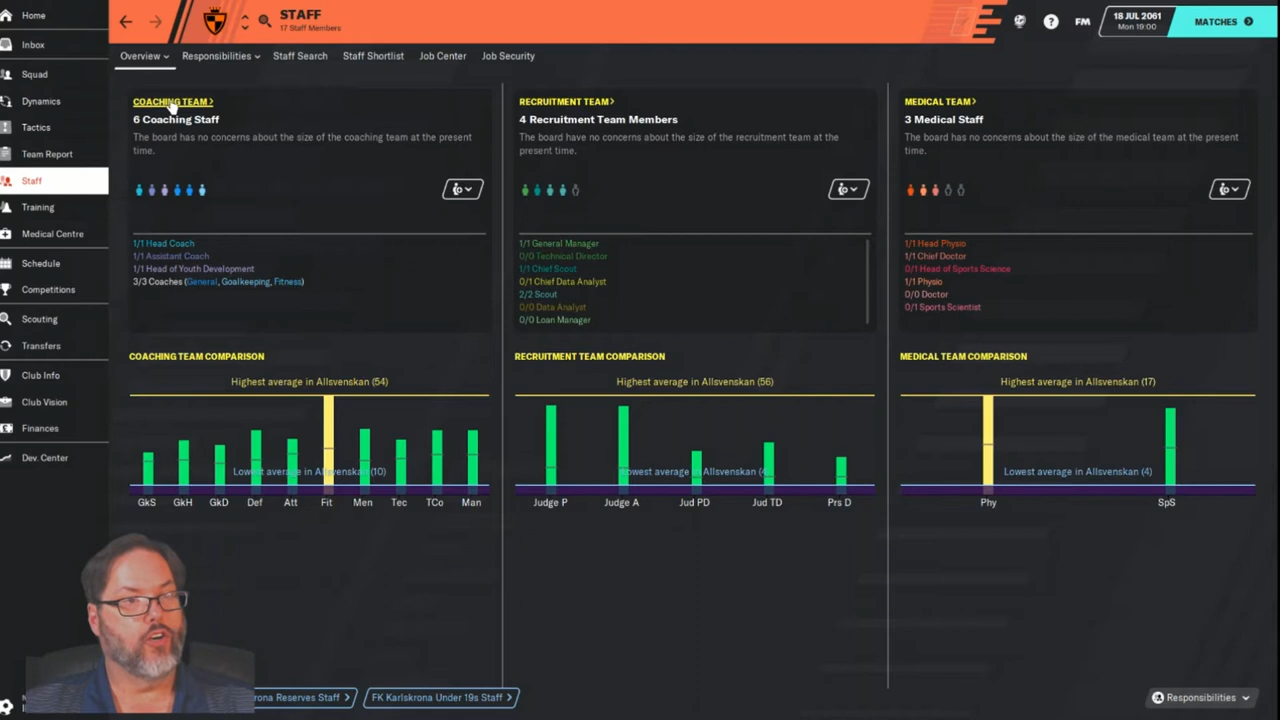 Home
Inbox
Squad
Dynamics
Tactics
Team Report
Staff
Training
Medical Centre
Schedule
Competitions
Scouting
Transfers
Club Info
Club Vision
Finances
Dev. Center
STAFF
17 Staff Members
FM
18 JUL 2061
Mon 19:00
MATCHES
Overview
Responsibilities
Staff Search
Staff Shortlist
Job Center
Job Security
COACHING TEAM >
6 Coaching Staff
The board has no concerns about the size of the coaching team at the present
time.
1/1 Head Coach
1/1 Assistant Coach
1/1 Head of Youth Development
3/3 Coaches (General, Goalkeeping, Fitness)
RECRUITMENT TEAM >
4 Recruitment Team Members
The board have no concerns about the size of the recruitment team at the
present time.
1/1 General Manager
0/0 Technical Director
1/1 Chief Scout
0/1 Chief Data Analyst
2/2 Scout
0/0 Data Analyst
0/0 Loan Manager
MEDICAL TEAM >
3 Medical Staff
The board has no concerns about the size of the medical team at the present
time.
1/1 Head Physio
1/1 Chief Doctor
0/1 Head of Sports Science
1/1 Physio
0/0 Doctor
0/1 Sports Scientist
COACHING TEAM COMPARISON
Highest average in Allsvenskan (54)
Lowest average in Allsvenskan (10)
GkS GkH GkD Def Att Fit Men Tec TCo Man
RECRUITMENT TEAM COMPARISON
Highest average in Allsvenskan (56)
Lowest average in Allsvenskan (4
Judge P Judge A Jud PD Jud TD Prs D
MEDICAL TEAM COMPARISON
Highest average in Allsvenskan (17)
Lowest average in Allsvenskan (4)
Phy SpS
rona Reserves Staff >
FK Karlskrona Under 19s Staff >
Responsibilities